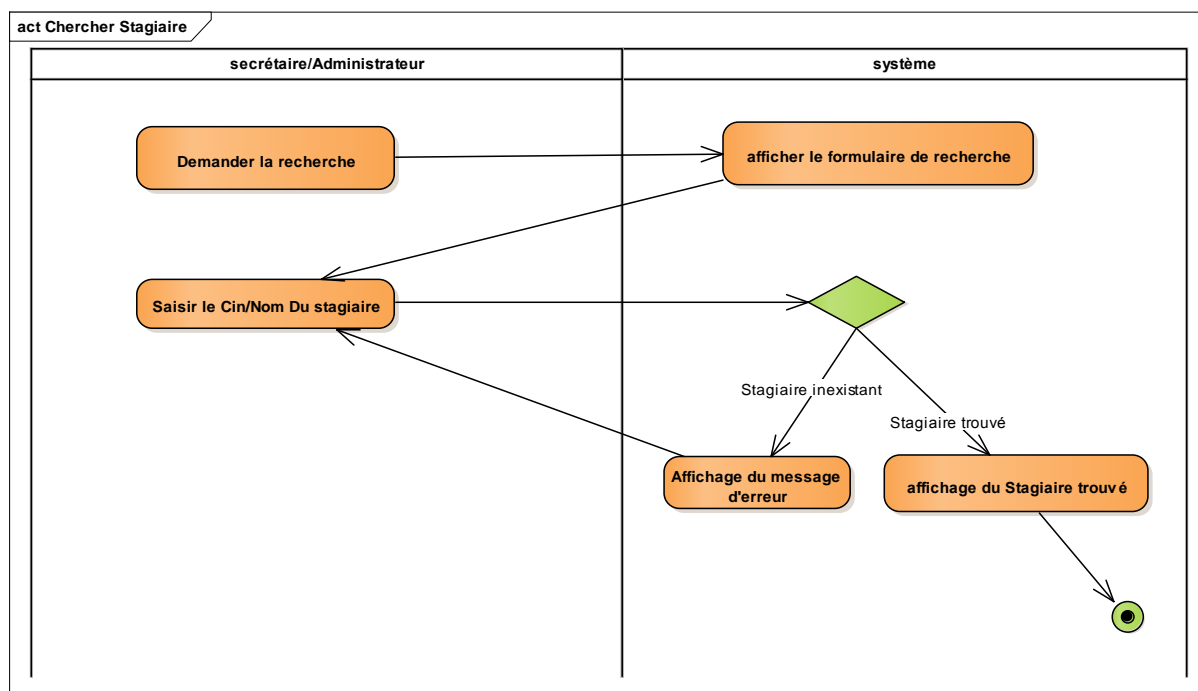 act Chercher Stagiaire
secrétaire/Administrateur
système
Demander la recherche
afficher le formulaire de recherche
Saisir le Cin/Nom Du stagiaire
Stagiaire inexistant
Stagiaire trouvé
Affichage du message
d'erreur
affichage du Stagiaire trouvé